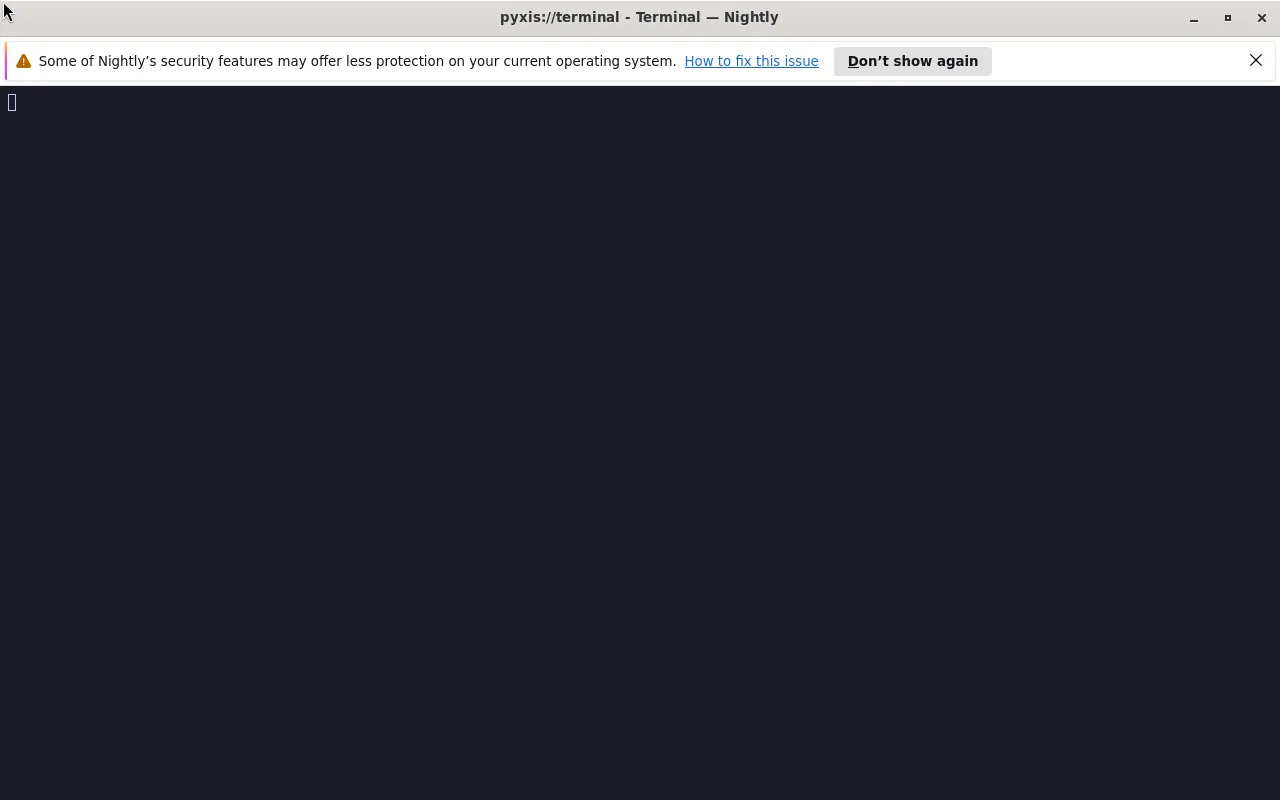 pyxis://terminal - Terminal — Nightly
Some of Nightly’s security features may offer less protection on your current operating system. How to fix this issue Don’t show again